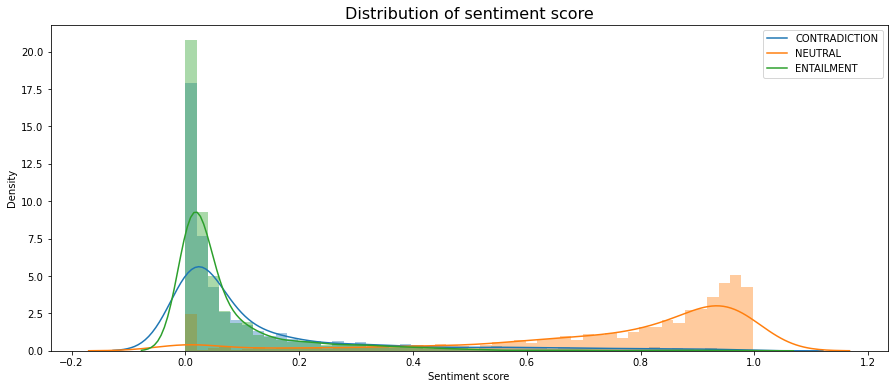 Distribution of sentiment score
CONTRADICTION
NEUTRAL
ENTAILMENT
20.0
17.5
15.0
12.5
10.0
7.5
5.0
2.5
0.0
Density
−0.2 0.0 0.2 0.4 0.6 0.8 1.0 1.2
Sentiment score